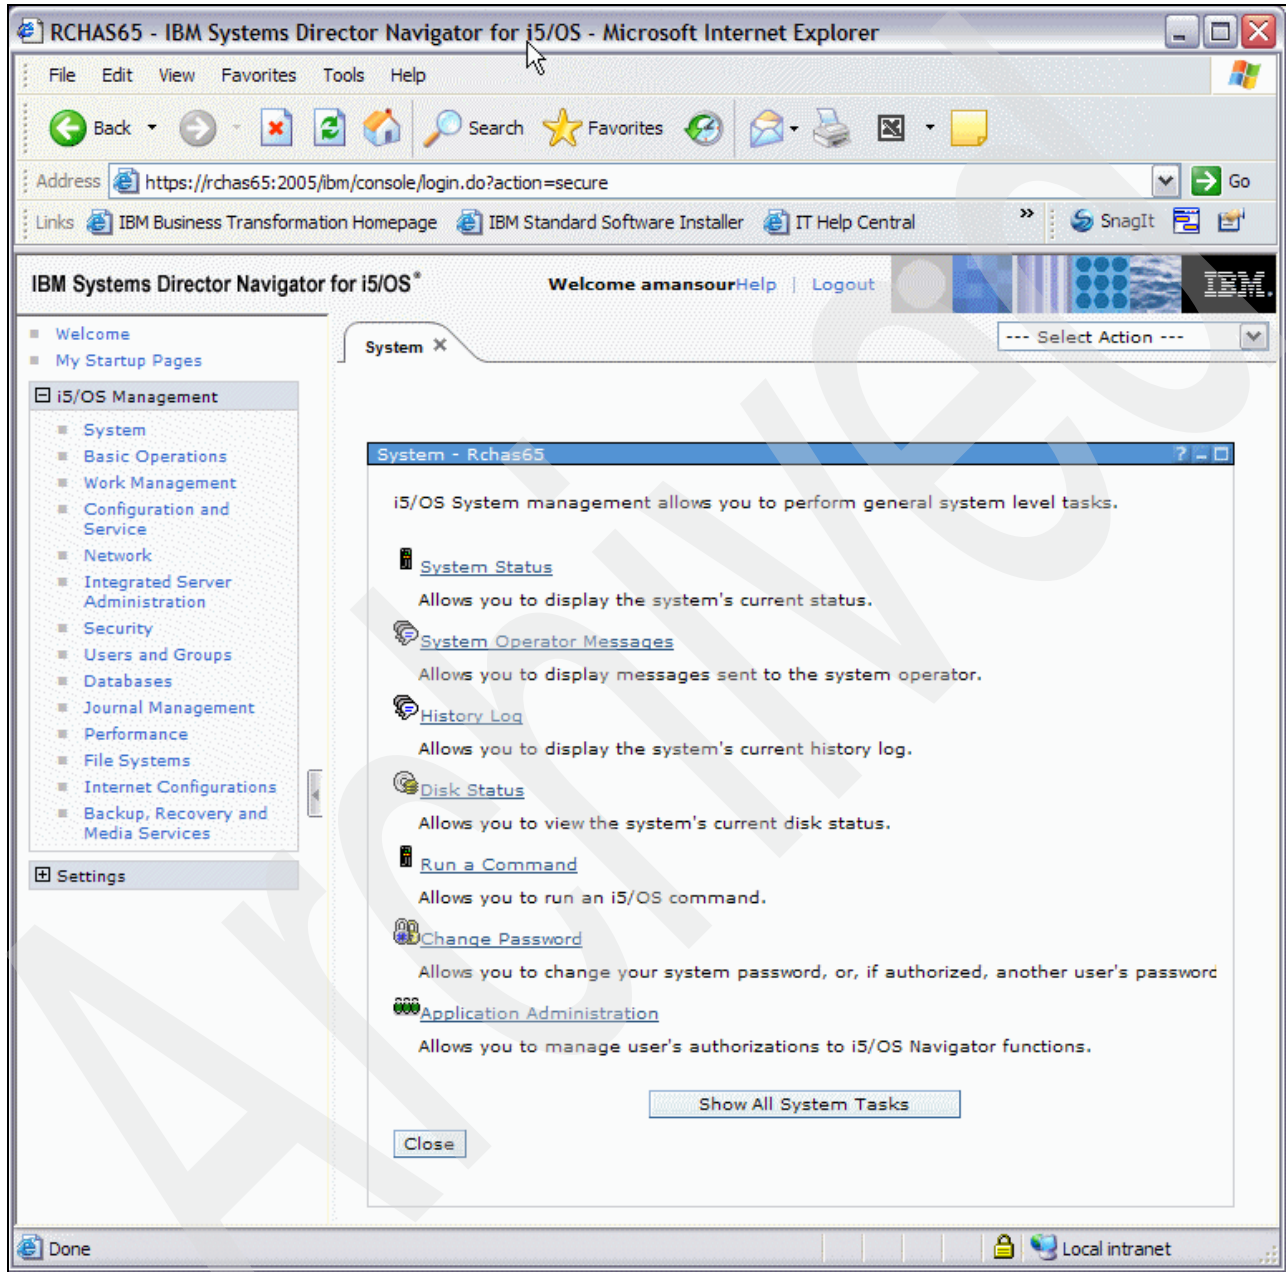 RCHAS65 - IBM Systems Director Navigator for i5/OS - Microsoft Internet Explorer
File Edit View Favorites Tools Help
Back Search Favorites
Address https://rchas65:2005/ibm/console/login.do?action=secure Go
Links IBM Business Transformation Homepage IBM Standard Software Installer IT Help Central » SnagIt
IBM Systems Director Navigator for i5/OS® Welcome amansour Help | Logout IBM.
Welcome
My Startup Pages
i5/OS Management
System
Basic Operations
Work Management
Configuration and
Service
Network
Integrated Server
Administration
Security
Users and Groups
Databases
Journal Management
Performance
File Systems
Internet Configurations
Backup, Recovery and
Media Services
Settings
System
--- Select Action ---
System - Rchas65
i5/OS System management allows you to perform general system level tasks.
System Status
Allows you to display the system's current status.
System Operator Messages
Allows you to display messages sent to the system operator.
History Log
Allows you to display the system's current history log.
Disk Status
Allows you to view the system's current disk status.
Run a Command
Allows you to run an i5/OS command.
Change Password
Allows you to change your system password, or, if authorized, another user's password
Application Administration
Allows you to manage user's authorizations to i5/OS Navigator functions.
Show All System Tasks
Close
Done Local intranet
Archived